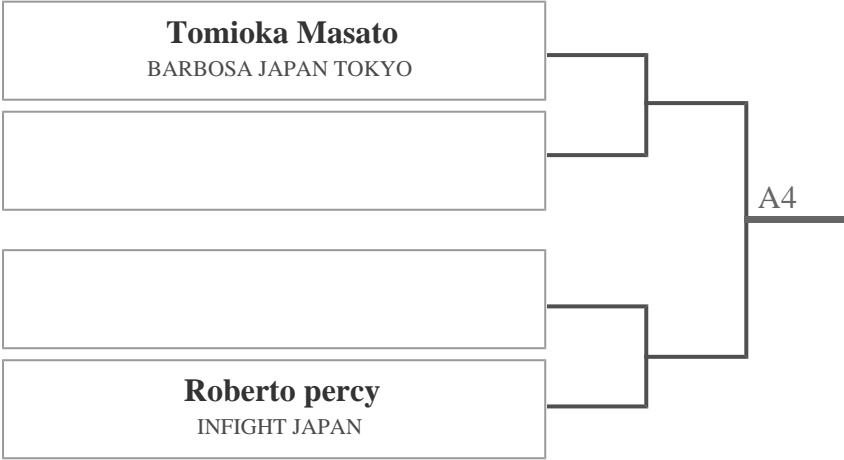 Tomioka Masato
BARBOSA JAPAN TOKYO
A4
Roberto percy
INFIGHT JAPAN